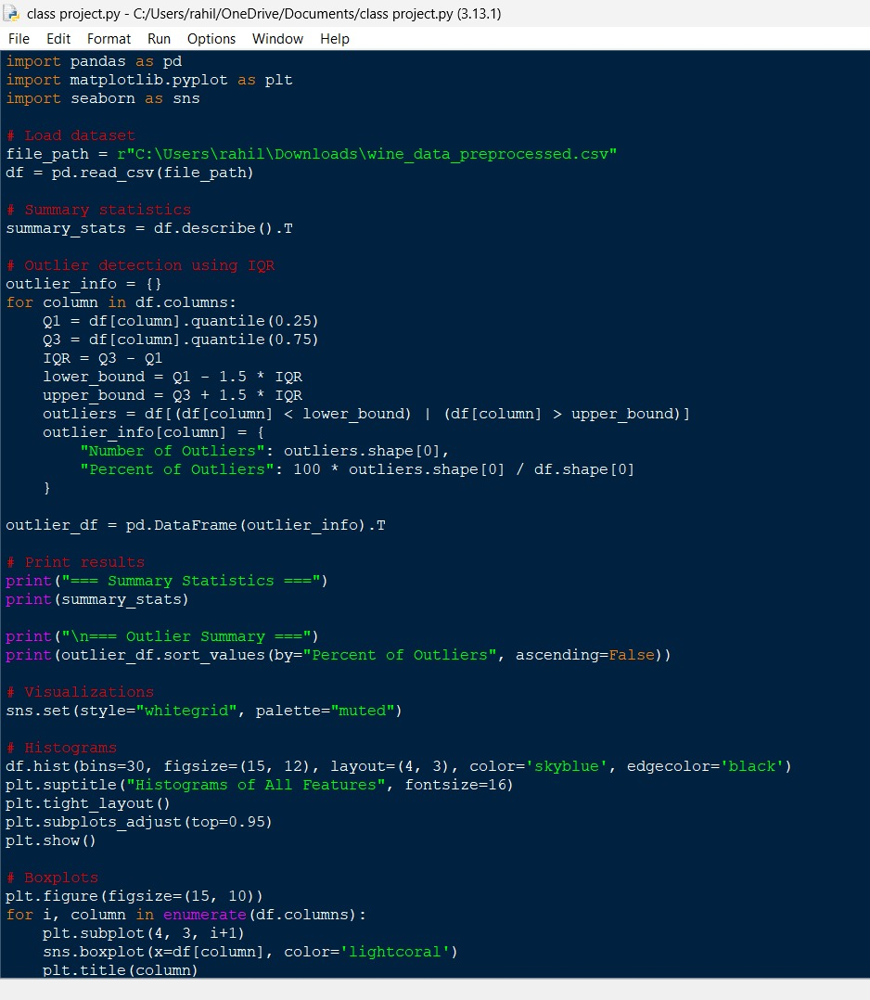 class project.py - C:/Users/rahil/OneDrive/Documents/class project.py (3.13.1)
File Edit Format Run Options Window Help
import pandas as pd
import matplotlib.pyplot as plt
import seaborn as sns

# Load dataset
file_path = r"C:\Users\rahil\Downloads\wine_data_preprocessed.csv"
df = pd.read_csv(file_path)

# Summary statistics
summary_stats = df.describe().T

# Outlier detection using IQR
outlier_info = {}
for column in df.columns:
    Q1 = df[column].quantile(0.25)
    Q3 = df[column].quantile(0.75)
    IQR = Q3 - Q1
    lower_bound = Q1 - 1.5 * IQR
    upper_bound = Q3 + 1.5 * IQR
    outliers = df[(df[column] < lower_bound) | (df[column] > upper_bound)]
    outlier_info[column] = {
        "Number of Outliers": outliers.shape[0],
        "Percent of Outliers": 100 * outliers.shape[0] / df.shape[0]
    }

outlier_df = pd.DataFrame(outlier_info).T

# Print results
print("=== Summary Statistics ===")
print(summary_stats)

print("\n=== Outlier Summary ===")
print(outlier_df.sort_values(by="Percent of Outliers", ascending=False))

# Visualizations
sns.set(style="whitegrid", palette="muted")

# Histograms
df.hist(bins=30, figsize=(15, 12), layout=(4, 3), color='skyblue', edgecolor='black')
plt.suptitle("Histograms of All Features", fontsize=16)
plt.tight_layout()
plt.subplots_adjust(top=0.95)
plt.show()

# Boxplots
plt.figure(figsize=(15, 10))
for i, column in enumerate(df.columns):
    plt.subplot(4, 3, i+1)
    sns.boxplot(x=df[column], color='lightcoral')
    plt.title(column)